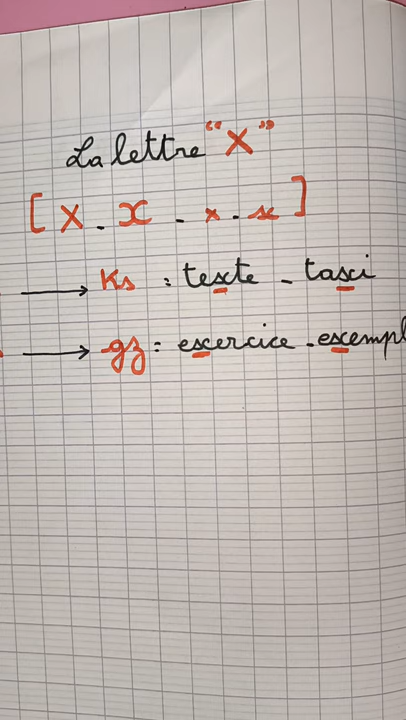 La lettre "X"
[ X - X - x - x ]
→ Ks : texte - taxi
→ gz : exercice - exempl